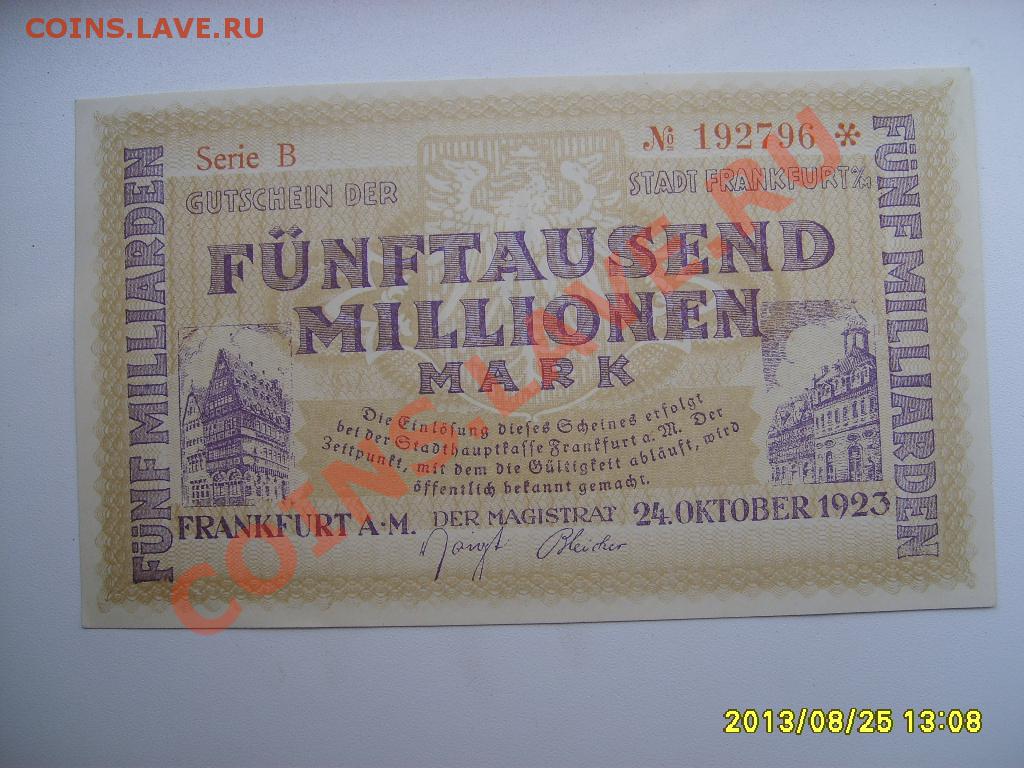 COINS.LAVE.RU
Serie B
№ 192796 *
GUTSCHEIN DER
STADT FRANKFURT a/M
FÜNFTAUSEND
MILLIONEN
MARK
FÜNF MILLIARDEN
FÜNF MILLIARDEN
Die Einlösung dieses Scheines erfolgt
bei der Stadthauptkasse Frankfurt a. M. Der
Zeitpunkt, mit dem die Gültigkeit abläuft, wird
öffentlich bekannt gemacht.
FRANKFURT A·M. DER MAGISTRAT 24. OKTOBER 1923
Voigt Bleicher
COINS.LAVE.RU
2013/08/25 13:08